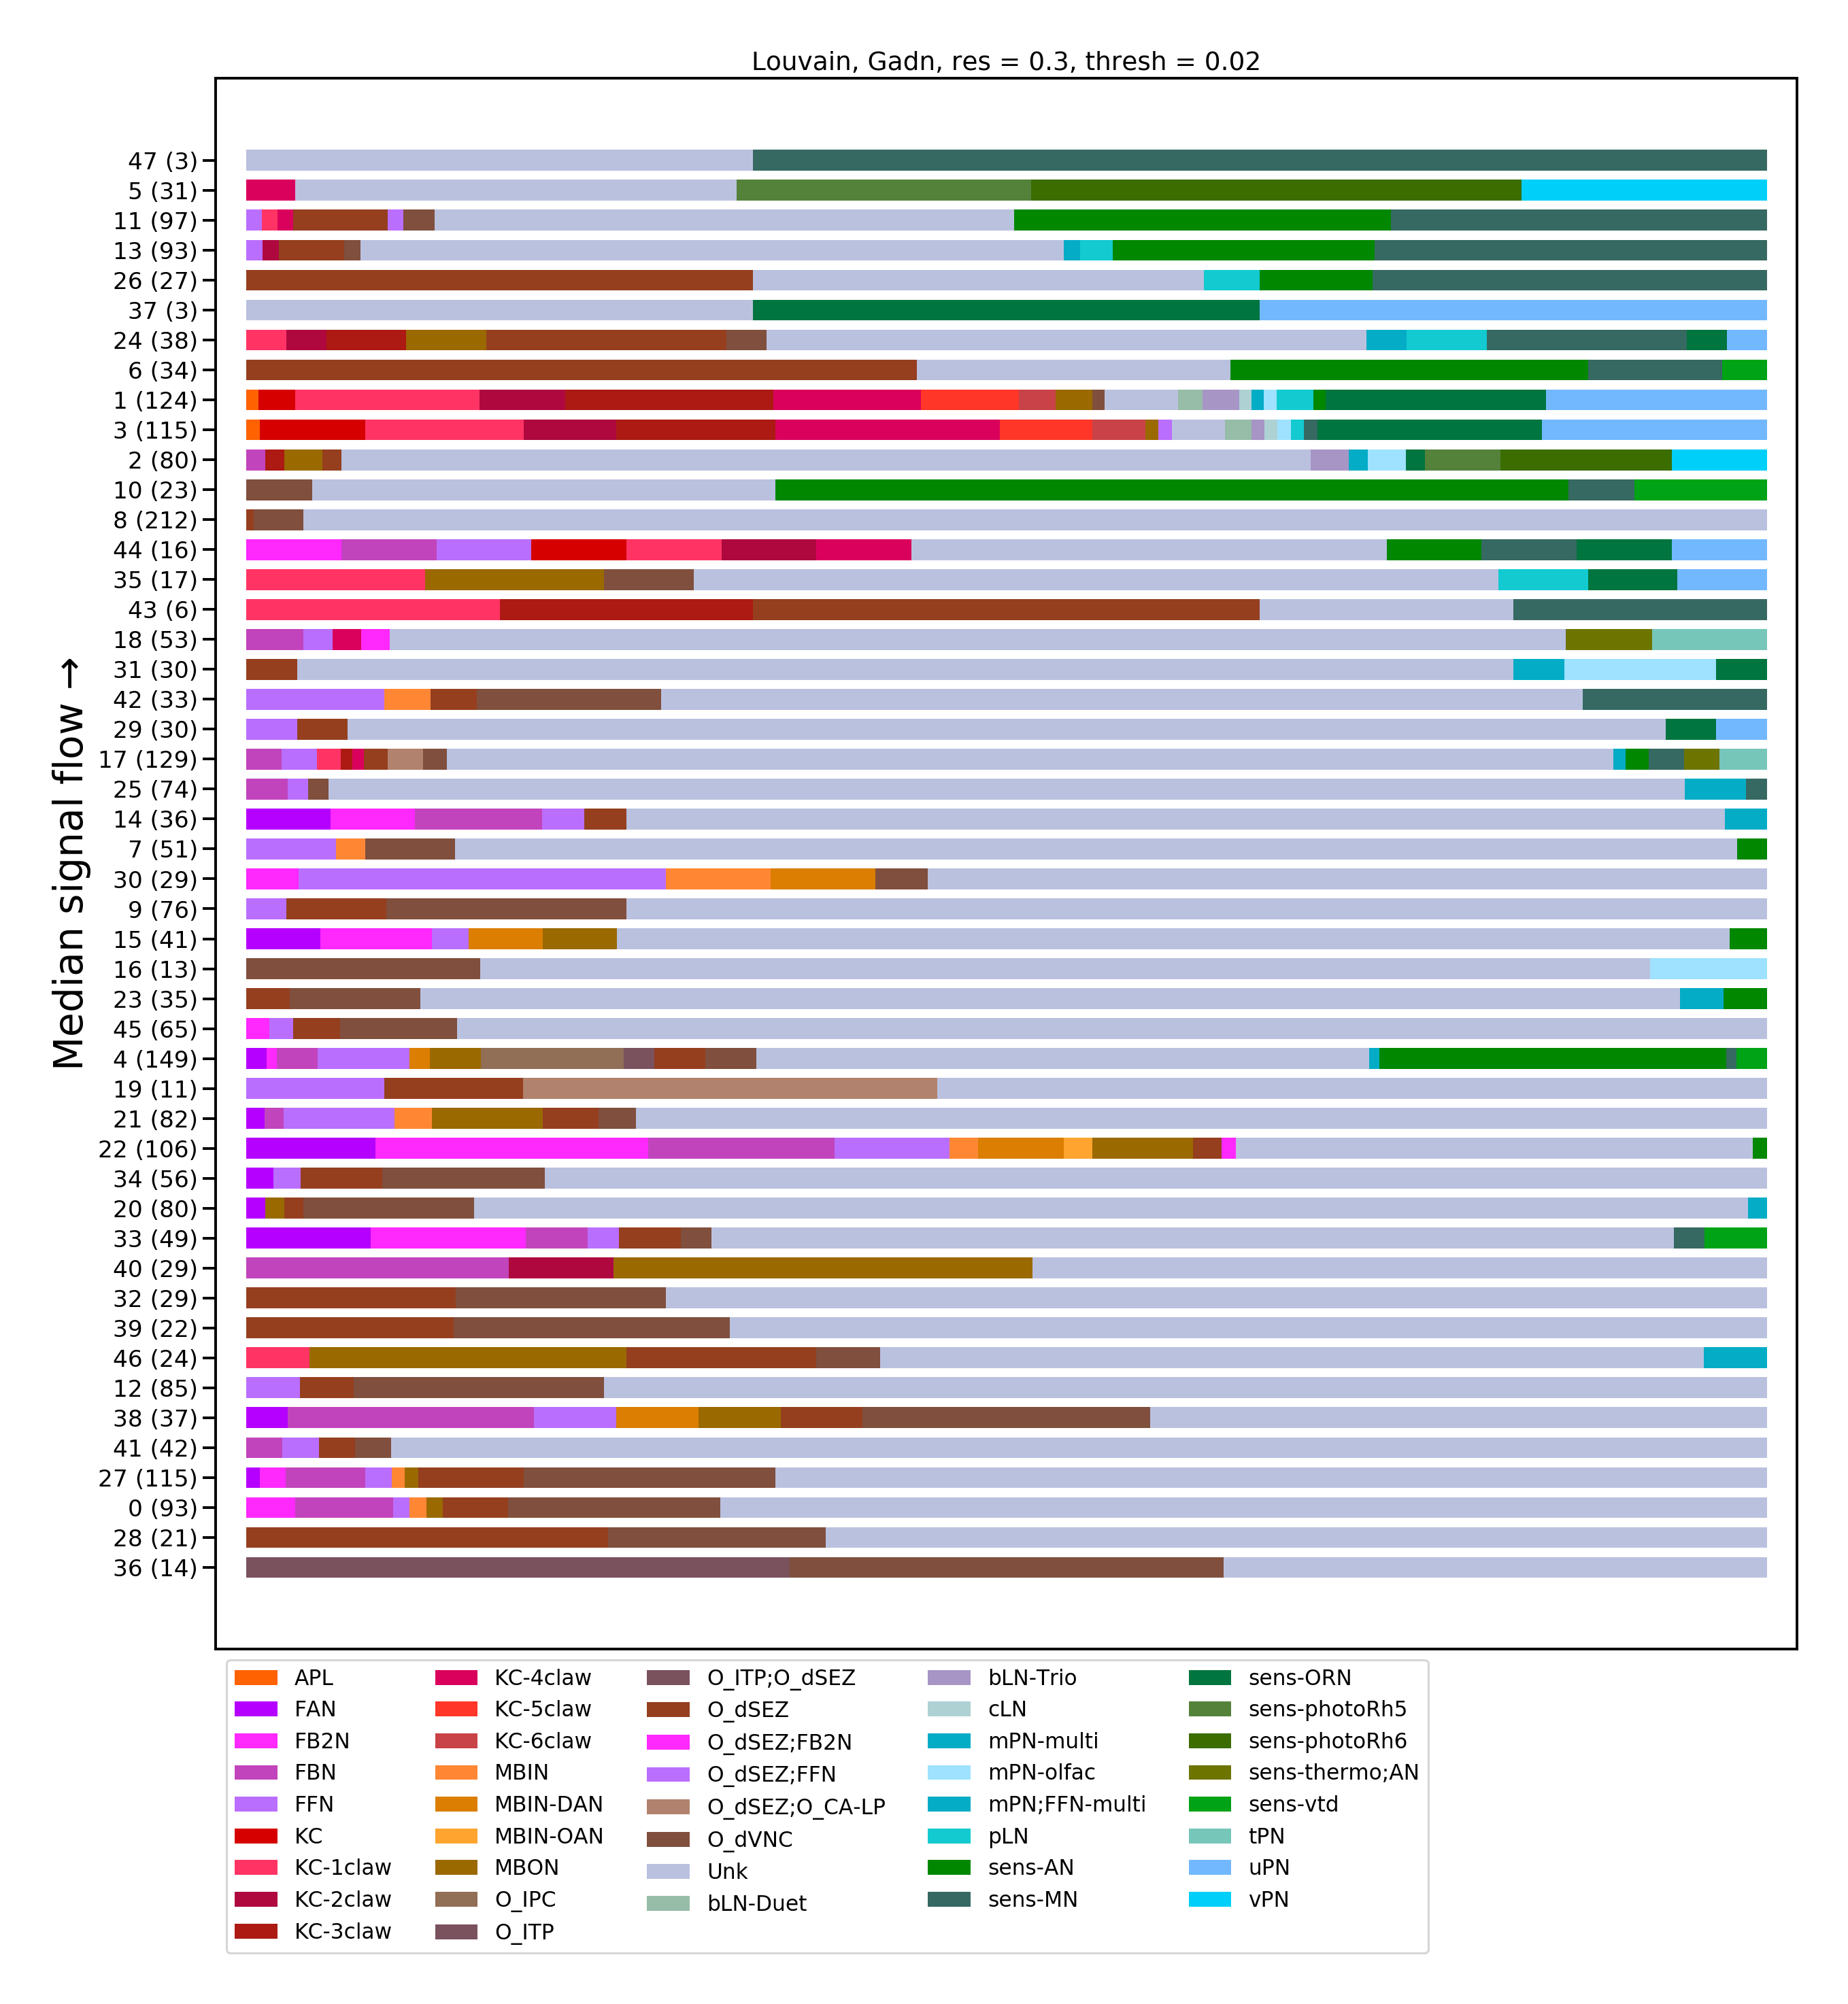 Louvain, Gadn, res = 0.3, thresh = 0.02
Median signal flow →
47 (3)
5 (31)
11 (97)
13 (93)
26 (27)
37 (3)
24 (38)
6 (34)
1 (124)
3 (115)
2 (80)
10 (23)
8 (212)
44 (16)
35 (17)
43 (6)
18 (53)
31 (30)
42 (33)
29 (30)
17 (129)
25 (74)
14 (36)
7 (51)
30 (29)
9 (76)
15 (41)
16 (13)
23 (35)
45 (65)
4 (149)
19 (11)
21 (82)
22 (106)
34 (56)
20 (80)
33 (49)
40 (29)
32 (29)
39 (22)
46 (24)
12 (85)
38 (37)
41 (42)
27 (115)
0 (93)
28 (21)
36 (14)
APL
FAN
FB2N
FBN
FFN
KC
KC-1claw
KC-2claw
KC-3claw
KC-4claw
KC-5claw
KC-6claw
MBIN
MBIN-DAN
MBIN-OAN
MBON
O_IPC
O_ITP
O_ITP;O_dSEZ
O_dSEZ
O_dSEZ;FB2N
O_dSEZ;FFN
O_dSEZ;O_CA-LP
O_dVNC
Unk
bLN-Duet
bLN-Trio
cLN
mPN-multi
mPN-olfac
mPN;FFN-multi
pLN
sens-AN
sens-MN
sens-ORN
sens-photoRh5
sens-photoRh6
sens-thermo;AN
sens-vtd
tPN
uPN
vPN